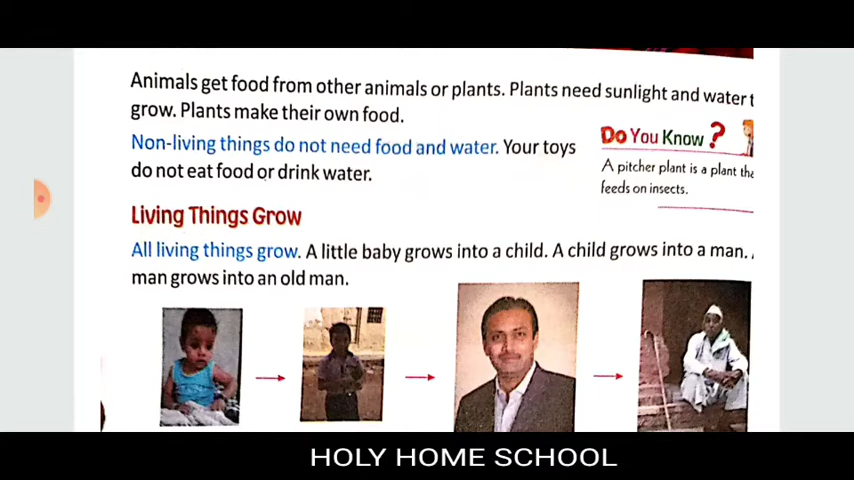 Animals get food from other animals or plants. Plants need sunlight and water
grow. Plants make their own food.
Non-living things do not need food and water. Your toys
do not eat food or drink water.
Do You Know?
A pitcher plant is a plant
feeds on insects.
Living Things Grow
All living things grow. A little baby grows into a child. A child grows into a man.
man grows into an old man.
HOLY HOME SCHOOL